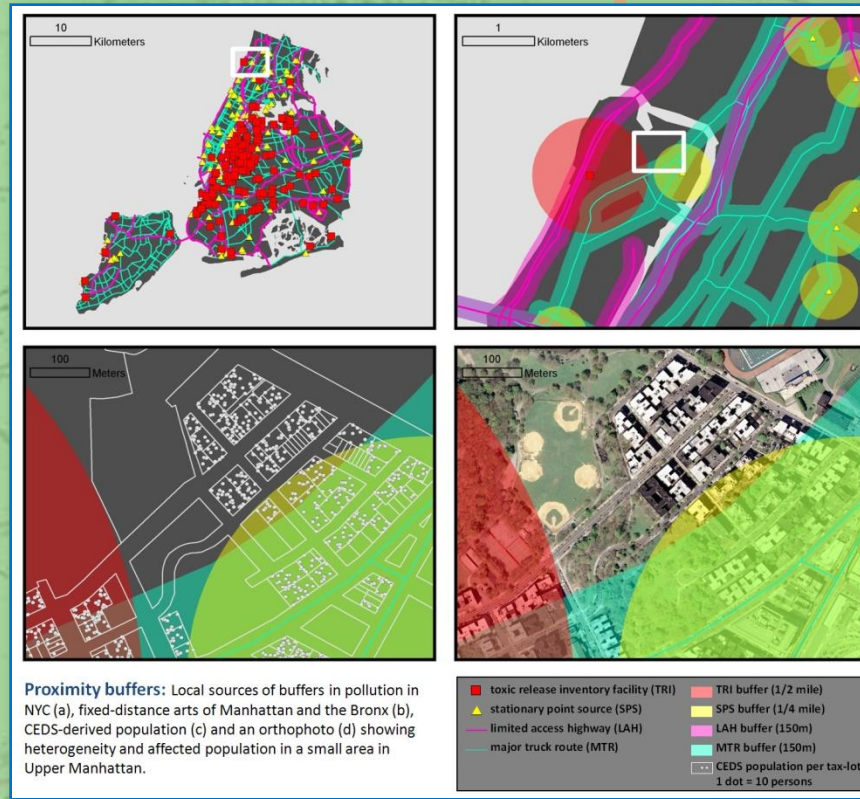 10
Kilometers
1
Kilometers
100
Meters
100
Meters
Proximity buffers: Local sources of buffers in pollution in
NYC (a), fixed-distance arts of Manhattan and the Bronx (b),
CEDS-derived population (c) and an orthophoto (d) showing
heterogeneity and affected population in a small area in
Upper Manhattan.
toxic release inventory facility (TRI)
stationary point source (SPS)
limited access highway (LAH)
major truck route (MTR)
TRI buffer (1/2 mile)
SPS buffer (1/4 mile)
LAH buffer (150m)
MTR buffer (150m)
CEDS population per tax-lot
1 dot = 10 persons